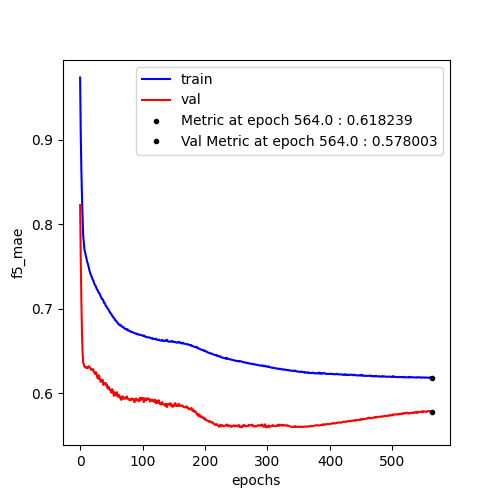 train
val
Metric at epoch 564.0 : 0.618239
Val Metric at epoch 564.0 : 0.578003
0.9
0.8
0.7
0.6
f5_mae
0 100 200 300 400 500
epochs